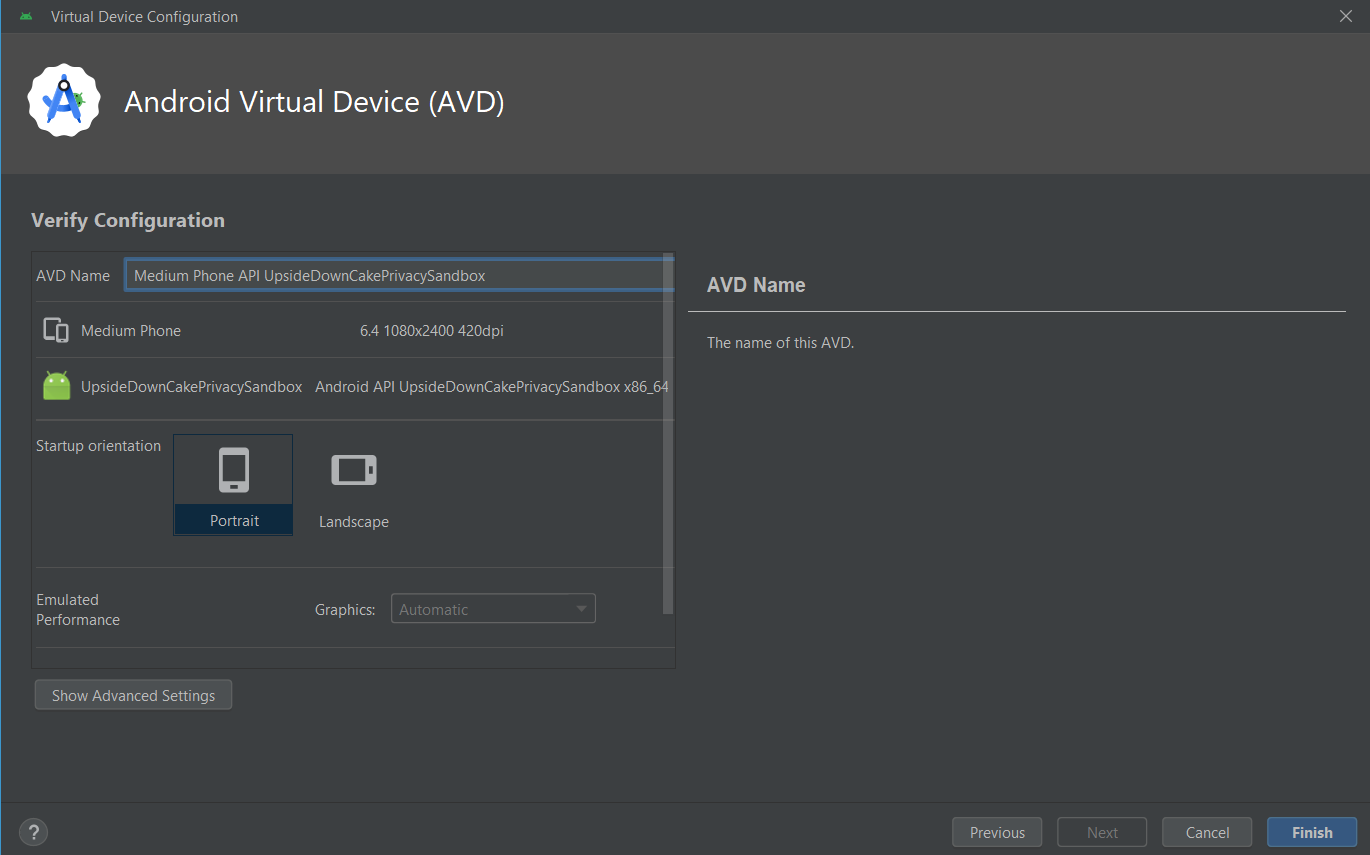 Virtual Device Configuration
Android Virtual Device (AVD)
Verify Configuration
AVD Name Medium Phone API UpsideDownCakePrivacySandbox
Medium Phone 6.4 1080x2400 420dpi
UpsideDownCakePrivacySandbox Android API UpsideDownCakePrivacySandbox x86_64
Startup orientation
Portrait
Landscape
Emulated
Performance
Graphics: Automatic
Show Advanced Settings
AVD Name
The name of this AVD.
?
Previous Next Cancel Finish